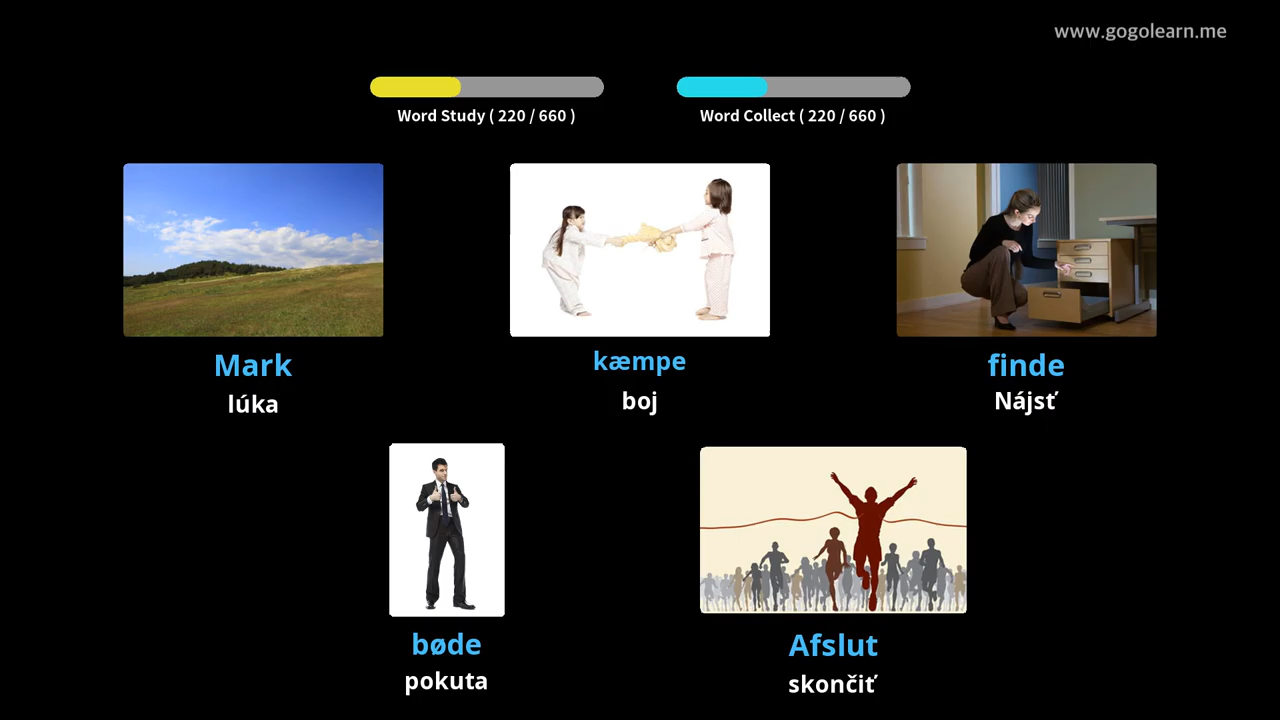 www.gogolearn.me
Word Study ( 220 / 660 )
Word Collect ( 220 / 660 )
Mark
lúka
kæmpe
boj
finde
Nájsť
bøde
pokuta
Afslut
skončiť